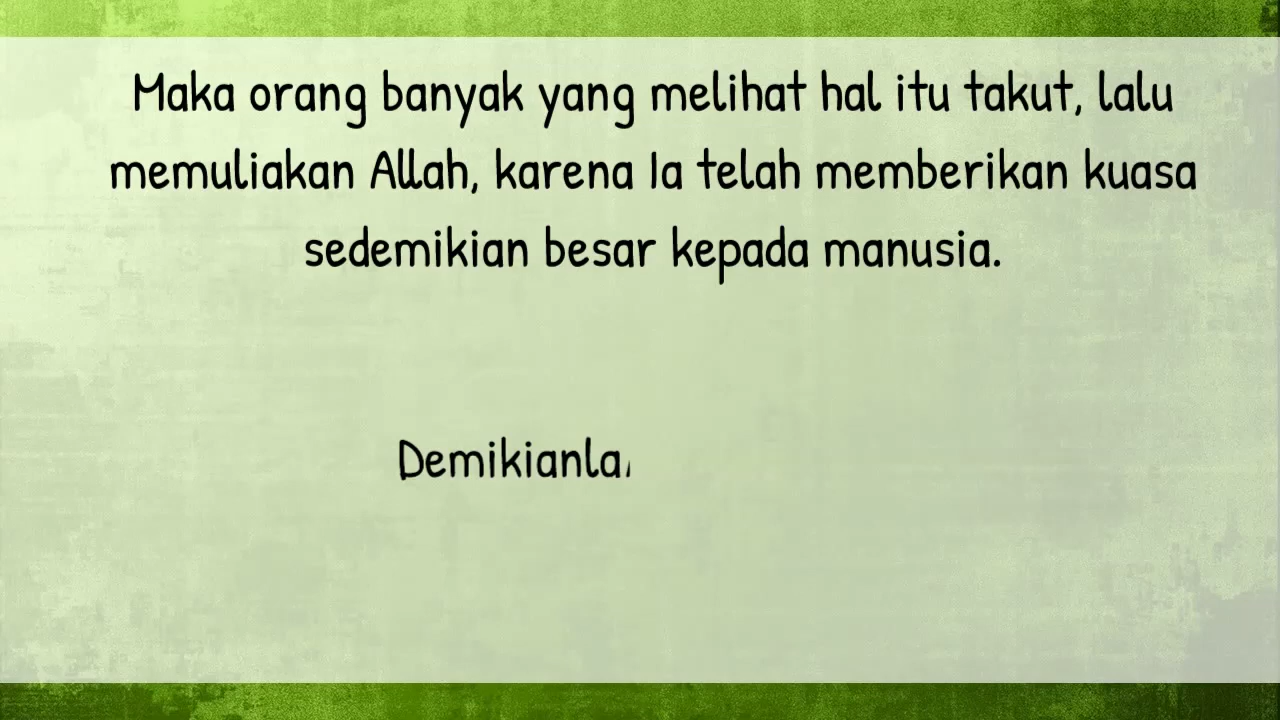 Maka orang banyak yang melihat hal itu takut, lalu
memuliakan Allah, karena Ia telah memberikan kuasa
sedemikian besar kepada manusia.
Demikianla